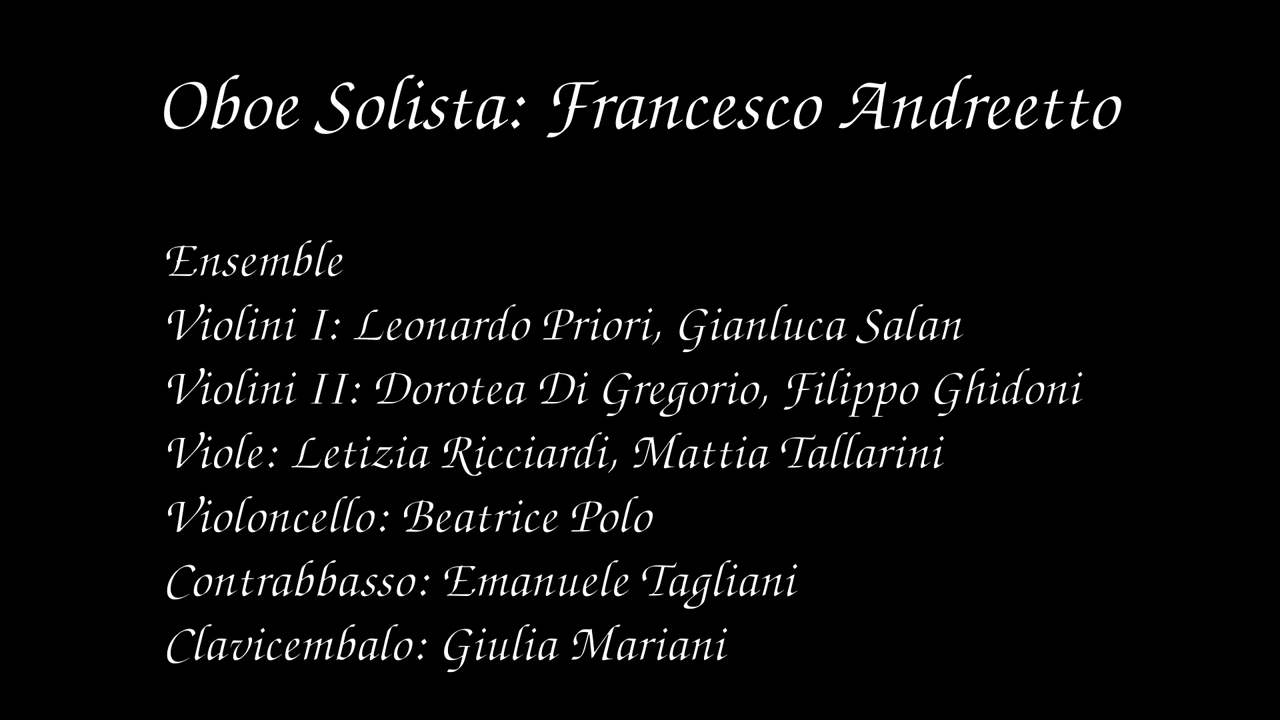 Oboe Solista: Francesco Andreetto
Ensemble
Violini I: Leonardo Priori, Gianluca Salan
Violini II: Dorotea Di Gregorio, Filippo Ghidoni
Viole: Letizia Ricciardi, Mattia Tallarini
Violoncello: Beatrice Polo
Contrabbasso: Emanuele Tagliani
Clavicembalo: Giulia Mariani